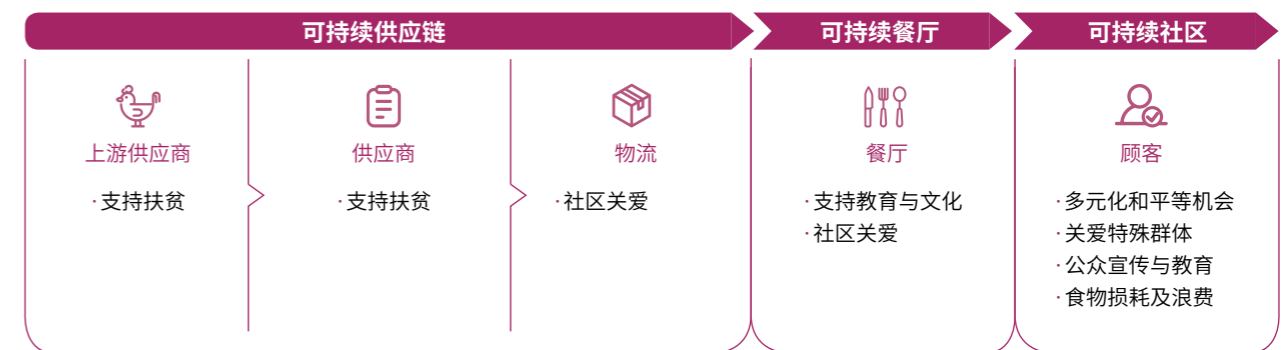 可持续供应链
可持续餐厅
可持续社区
上游供应商
·支持扶贫
供应商
·支持扶贫
物流
·社区关爱
餐厅
·支持教育与文化
·社区关爱
顾客
·多元化和平等机会
·关爱特殊群体
·公众宣传与教育
·食物损耗及浪费